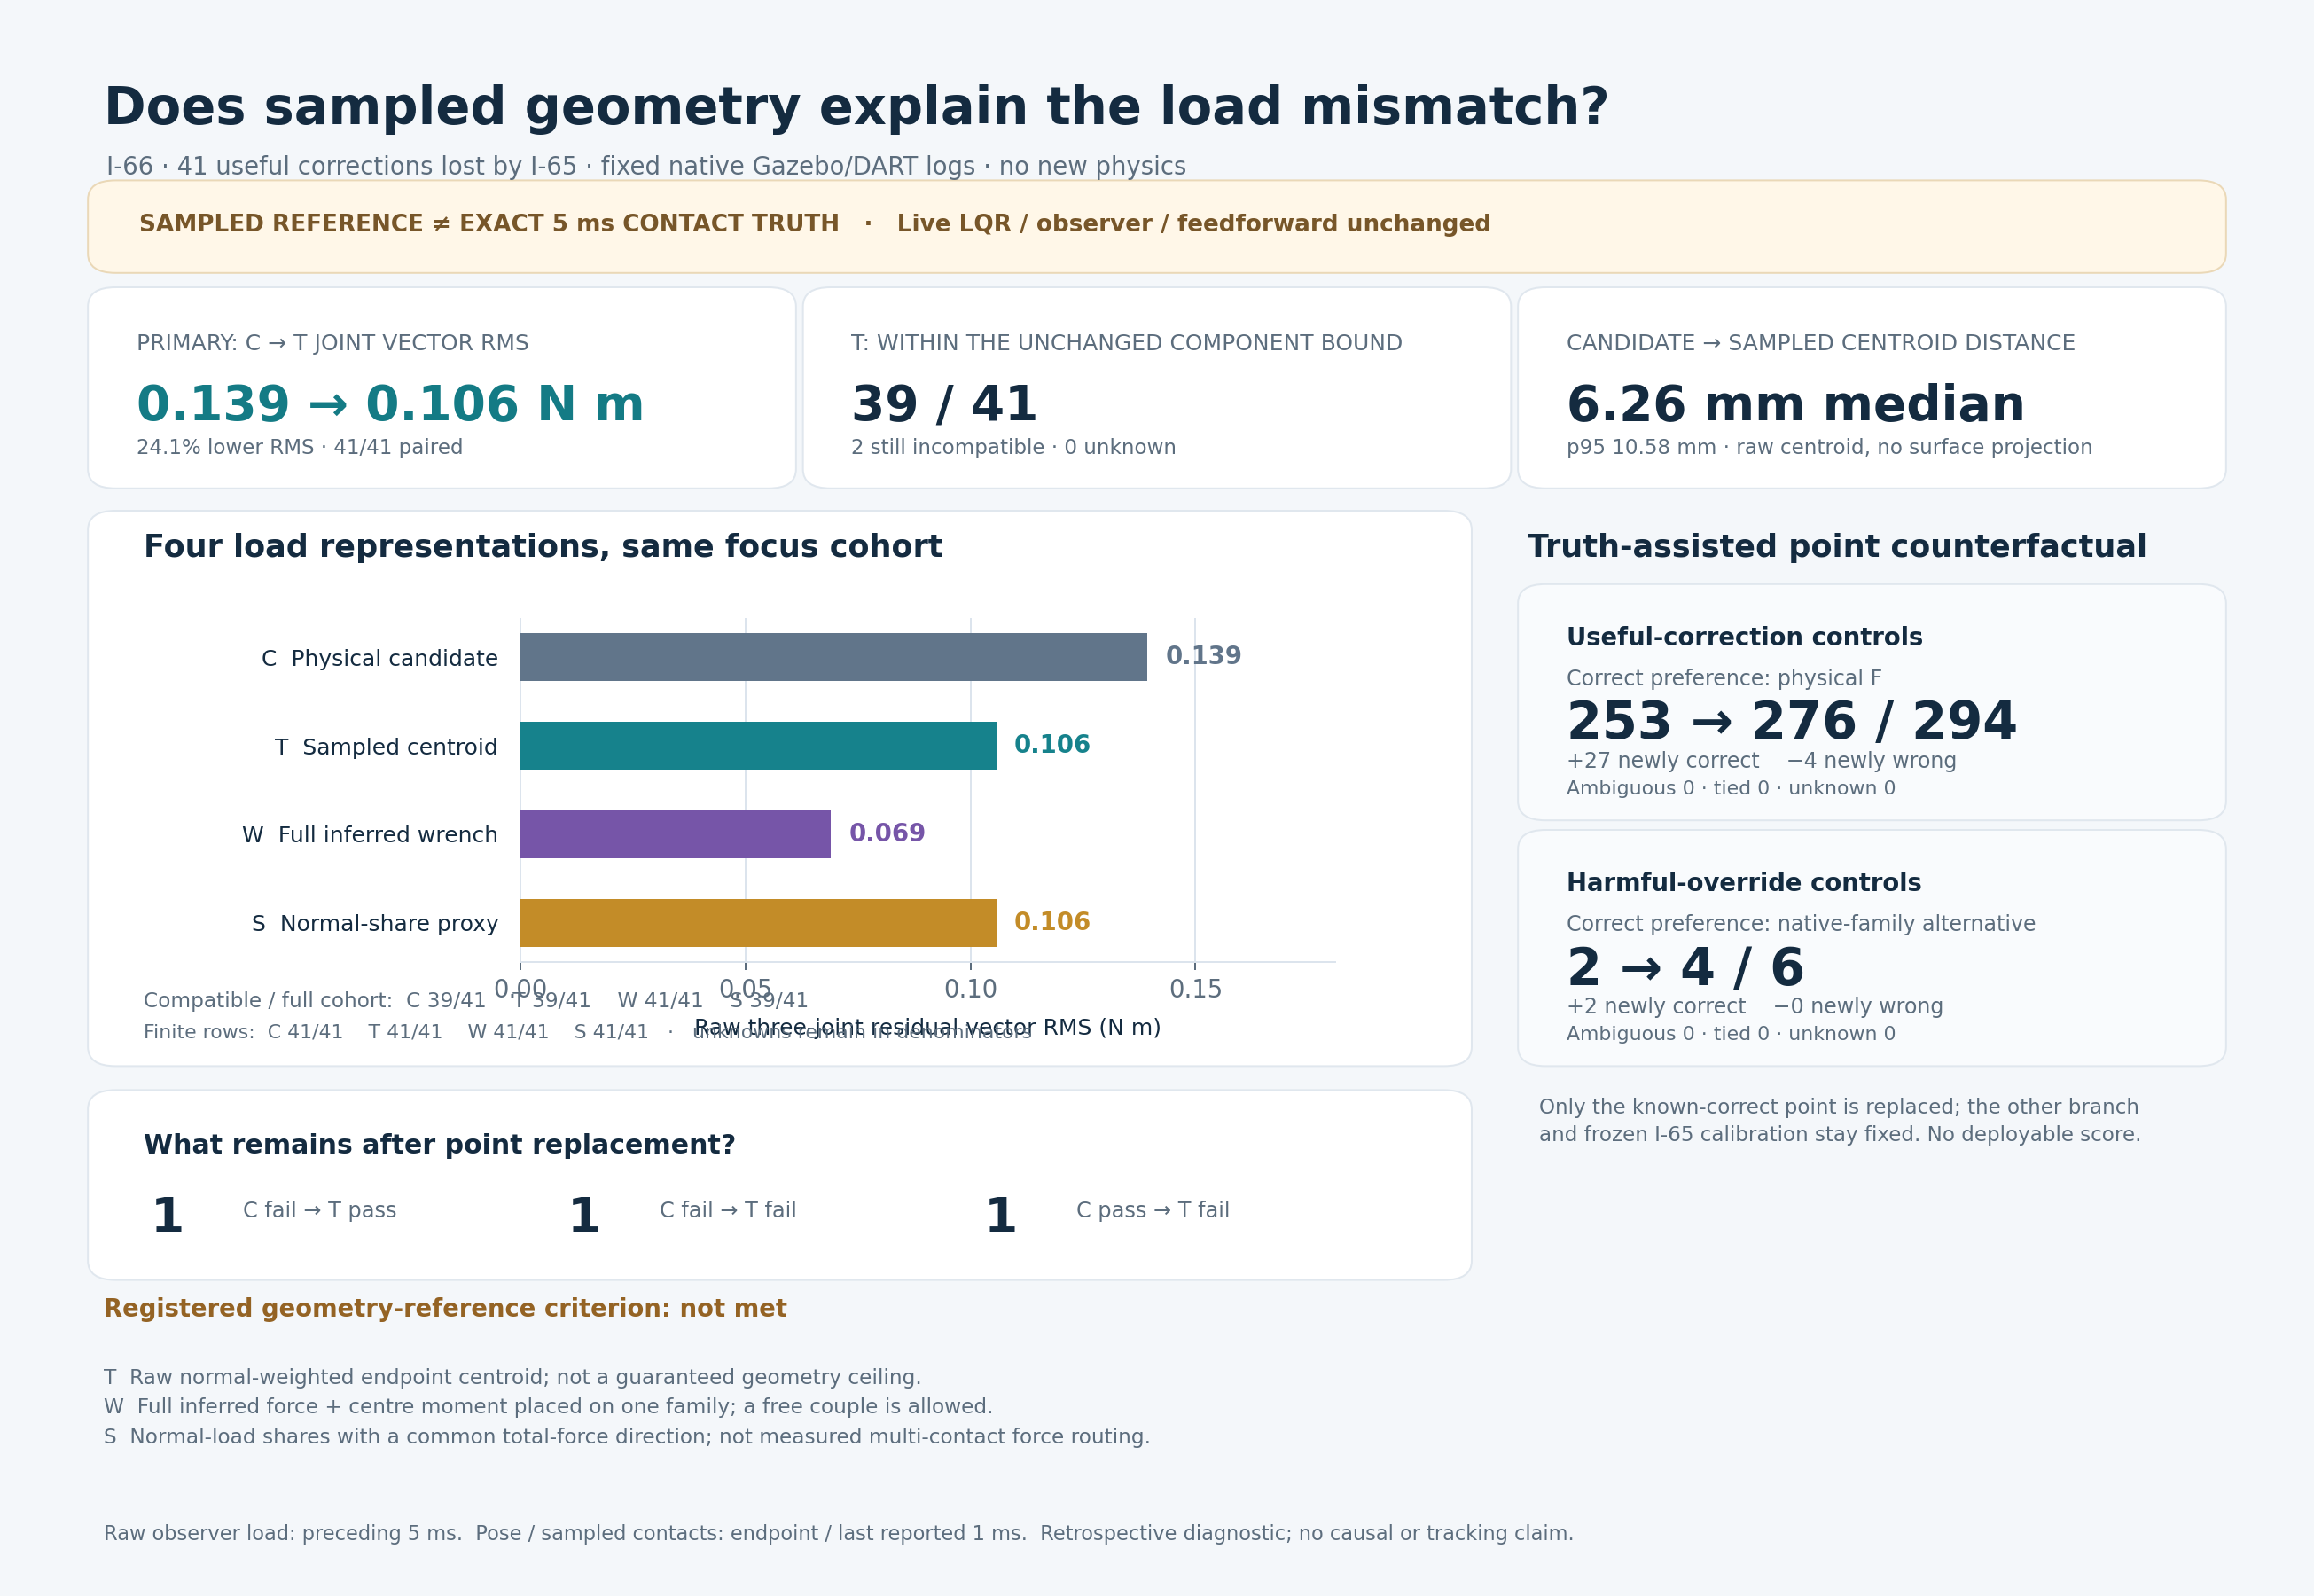 Does sampled geometry explain the load mismatch?
I-66 · 41 useful corrections lost by I-65 · fixed native Gazebo/DART logs · no new physics
SAMPLED REFERENCE ≠ EXACT 5 ms CONTACT TRUTH · Live LQR / observer / feedforward unchanged
PRIMARY: C → T JOINT VECTOR RMS
0.139 → 0.106 N m
24.1% lower RMS · 41/41 paired
T: WITHIN THE UNCHANGED COMPONENT BOUND
39 / 41
2 still incompatible · 0 unknown
CANDIDATE → SAMPLED CENTROID DISTANCE
6.26 mm median
p95 10.58 mm · raw centroid, no surface projection
Four load representations, same focus cohort
C Physical candidate
0.139
T Sampled centroid
0.106
W Full inferred wrench
0.069
S Normal-share proxy
0.106
0.00 0.05 0.10 0.15
Compatible / full cohort: C 39/41 T 39/41 W 41/41 S 39/41
Raw three-joint residual vector RMS (N m)
Finite rows: C 41/41 T 41/41 W 41/41 S 41/41 · unknowns remain in denominators
Truth-assisted point counterfactual
Useful-correction controls
Correct preference: physical F
253 → 276 / 294
+27 newly correct −4 newly wrong
Ambiguous 0 · tied 0 · unknown 0
Harmful-override controls
Correct preference: native-family alternative
2 → 4 / 6
+2 newly correct −0 newly wrong
Ambiguous 0 · tied 0 · unknown 0
Only the known-correct point is replaced; the other branch
and frozen I-65 calibration stay fixed. No deployable score.
What remains after point replacement?
1 C fail → T pass
1 C fail → T fail
1 C pass → T fail
Registered geometry-reference criterion: not met
T Raw normal-weighted endpoint centroid; not a guaranteed geometry ceiling.
W Full inferred force + centre moment placed on one family; a free couple is allowed.
S Normal-load shares with a common total-force direction; not measured multi-contact force routing.
Raw observer load: preceding 5 ms. Pose / sampled contacts: endpoint / last reported 1 ms. Retrospective diagnostic; no causal or tracking claim.